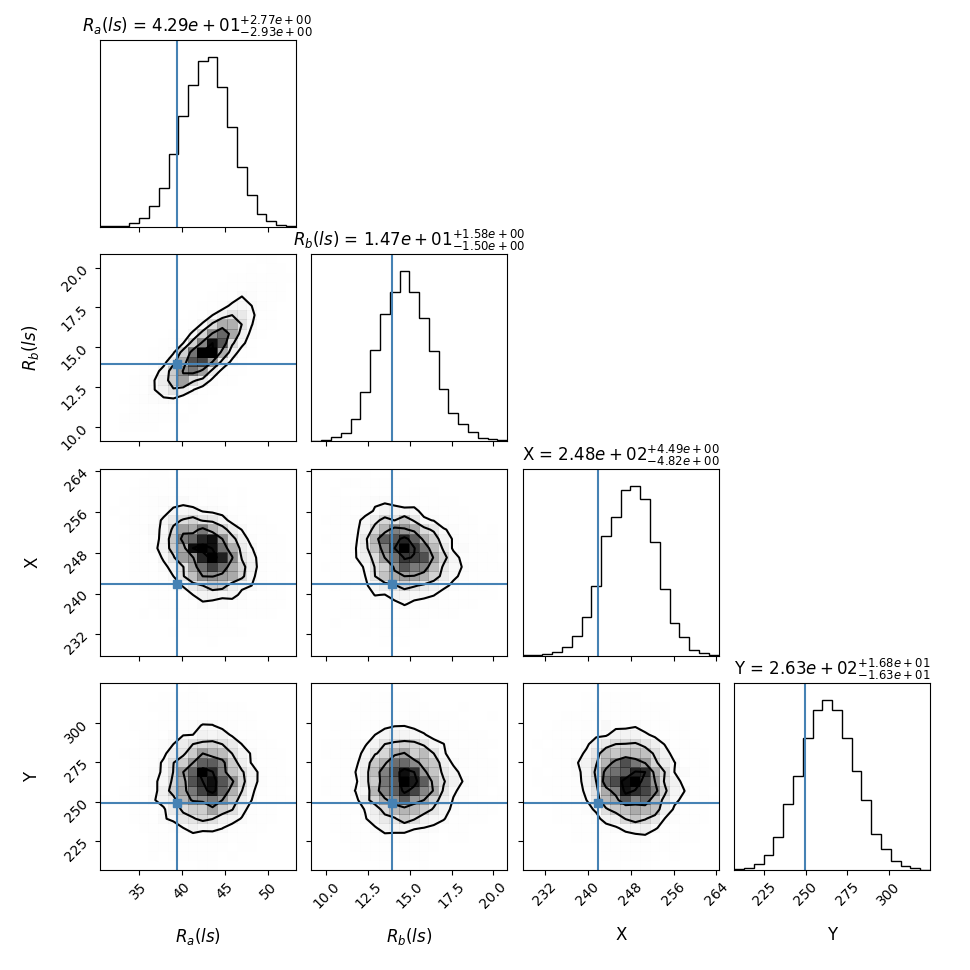 R_a(ls) = 4.29e + 01^{+2.77e+00}_{-2.93e+00}
R_b(ls) = 1.47e + 01^{+1.58e+00}_{-1.50e+00}
20.0
17.5
15.0
12.5
10.0
R_b(ls)
X = 2.48e + 02^{+4.49e+00}_{-4.82e+00}
264
256
248
240
232
X
Y = 2.63e + 02^{+1.68e+01}_{-1.63e+01}
300
275
250
225
Y
35 40 45 50
10.0 12.5 15.0 17.5 20.0
232 240 248 256 264
225 250 275 300
R_a(ls) R_b(ls) X Y